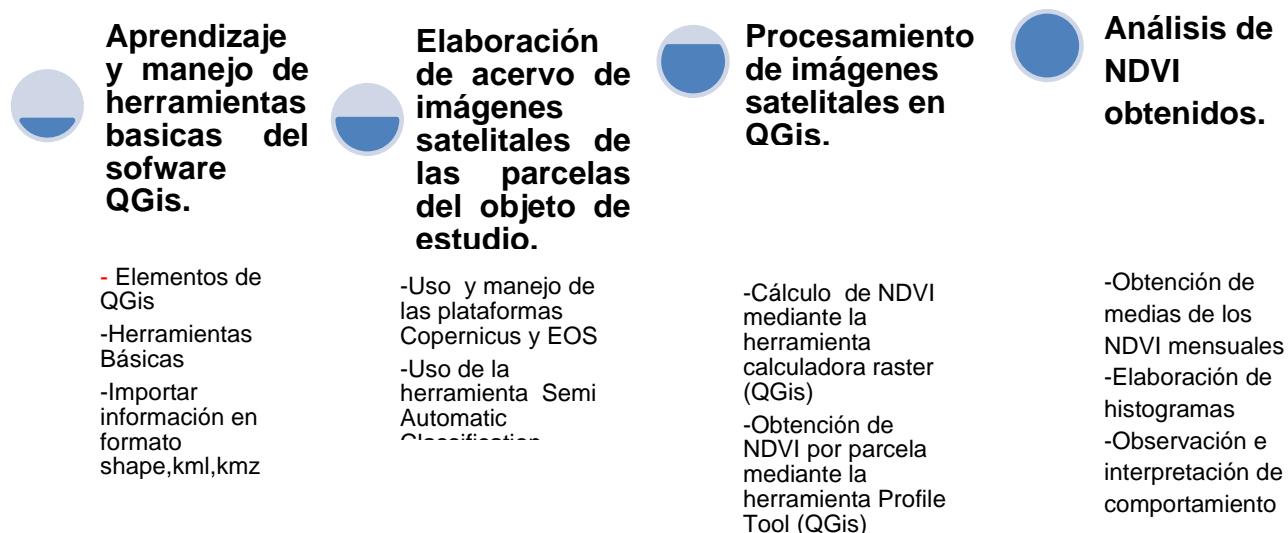 Aprendizaje
y manejo de
herramientas
basicas del
sofware
QGis.
- Elementos de
QGis
-Herramientas
Básicas
-Importar
información en
formato
shape,kml,kmz
Elaboración
de acervo de
imágenes
satelitales de
las parcelas
del objeto de
estudio.
-Uso y manejo de
las plataformas
Copernicus y EOS
-Uso de la
herramienta Semi
Automatic
Classification
Procesamiento
de imágenes
satelitales en
QGis.
-Cálculo de NDVI
mediante la
herramienta
calculadora raster
(QGis)
-Obtención de
NDVI por parcela
mediante la
herramienta Profile
Tool (QGis)
Análisis de
NDVI
obtenidos.
-Obtención de
medias de los
NDVI mensuales
-Elaboración de
histogramas
-Observación e
interpretación de
comportamiento